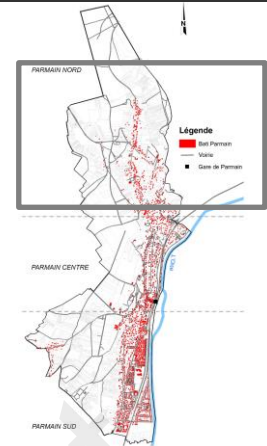 N
PARMAIN NORD
Légende
Bati Parmain
Voirie
Gare de Parmain
L'OISE
PARMAIN CENTRE
PARMAIN SUD